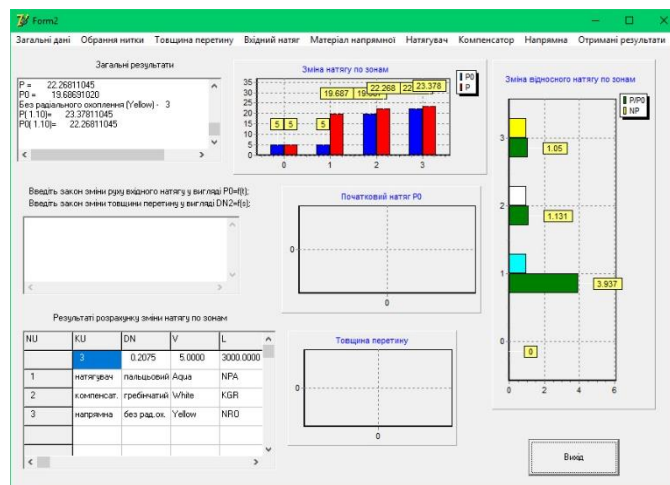 Form2
Загальні дані Обрання нитки Товщина перетину Вхідний натяг Матеріал напрямної Натягувач Компенсатор Напрямна Отримані результати
Загальні результати
P = 22.26811045
P0 = 19.68691020
Без радіального охоплення (Yellow) - 3
P( 1.10)= 23.37811045
P0( 1.10)= 22.26811045
Зміна натягу по зонам
35
30
25
20
15
10
5
0
5 5 5 19.687 22.268 23.378
0 1 2 3
P0
P
Зміна відносного натягу по зонам
P/P0
NP
3
1.05
2
1.131
1
3.937
0
0
0 2 4 6
Введіть закон зміни руху вхідного натягу у вигляді P0=f(t);
Введіть закон зміни товщини перетину у вигляді DN2=f(s);
Початковий натяг P0
0
0
Результаті розрахунку зміни натягу по зонам
NU KU DN V L
3 0.2075 5.0000 3000.0000
1 натягувач пальцьовий Aqua NPA
2 компенсат. гребінчатий White KGR
3 напрямна без рад.ох. Yellow NRO
Товщина перетину
0
0
Вихід